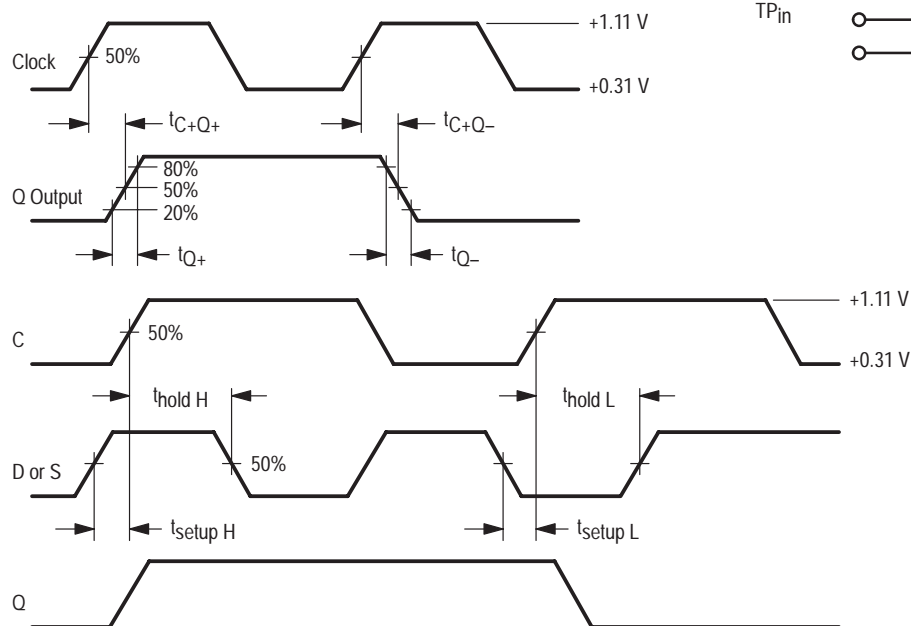 +1.11 V
TPin
Clock
50%
+0.31 V
tC+Q+
tC+Q–
80%
50%
Q Output
20%
tQ+
tQ–
+1.11 V
50%
C
+0.31 V
thold H
thold L
D or S
50%
tsetup H
tsetup L
Q